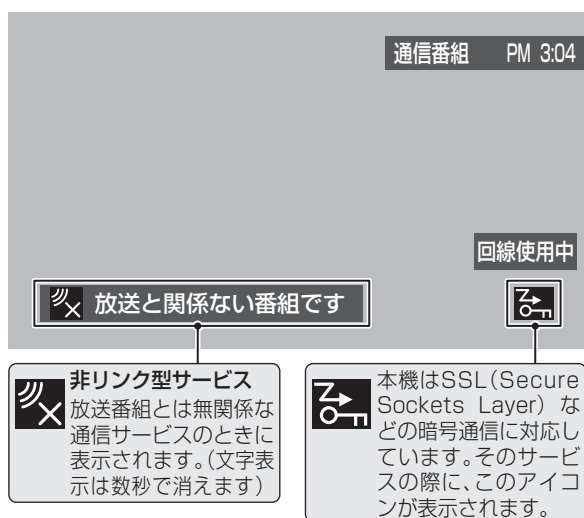 通信番組 PM 3:04
回線使用中
放送と関係ない番組です
非リンク型サービス
放送番組とは無関係な
通信サービスのときに
表示されます。(文字表
示は数秒で消えます)
本機はSSL(Secure
Sockets Layer) な
どの暗号通信に対応し
ています。そのサービ
スの際に、このアイコ
ンが表示されます。